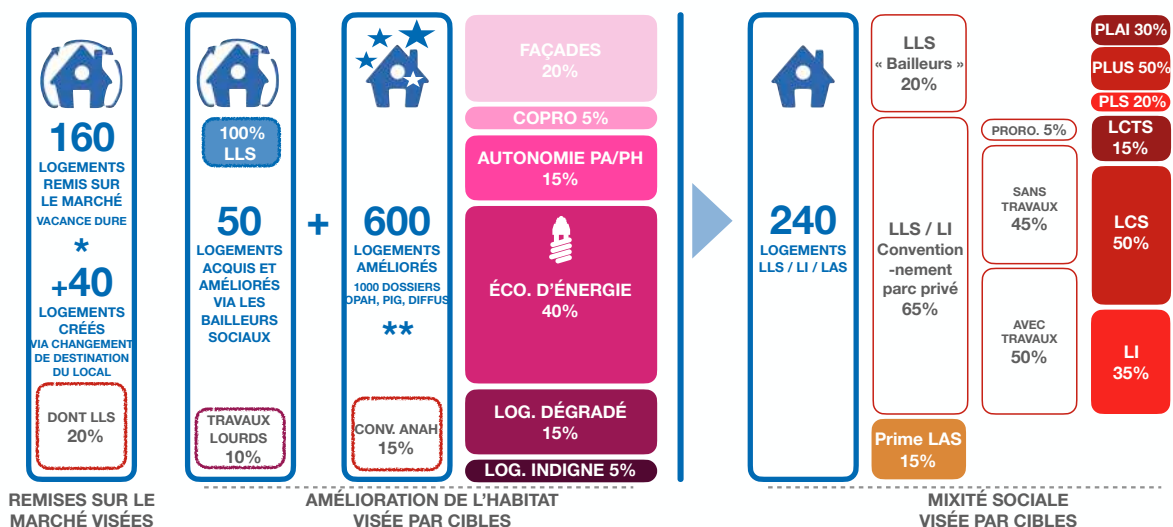 160
LOGEMENTS
REMIS SUR
LE MARCHÉ
VACANCE DURE
*
+40
LOGEMENTS
CRÉÉS
VIA CHANGEMENT
DE DESTINATION
DU LOCAL
DONT LLS
20%
REMISES SUR LE
MARCHÉ VISÉES
100%
LLS
50
LOGEMENTS
ACQUIS ET
AMÉLIORÉS
VIA LES
BAILLEURS
SOCIAUX
TRAVAUX
LOURDS
10%
+
600
LOGEMENTS
AMÉLIORÉS
1000 DOSSIERS
OPAH, PIG, DIFFUS
**
CONV. ANAH
15%
FAÇADES
20%
COPRO 5%
AUTONOMIE PA/PH
15%
ÉCO. D'ÉNERGIE
40%
LOG. DÉGRADÉ
15%
LOG. INDIGNE 5%
AMÉLIORATION DE L'HABITAT
VISÉE PAR CIBLES
240
LOGEMENTS
LLS / LI / LAS
LLS
« Bailleurs »
20%
LLS / LI
Convention
-nement
parc privé
65%
Prime LAS
15%
PRORO. 5%
SANS
TRAVAUX
45%
AVEC
TRAVAUX
50%
PLAI 30%
PLUS 50%
PLS 20%
LCTS
15%
LCS
50%
LI
35%
MIXITÉ SOCIALE
VISÉE PAR CIBLES